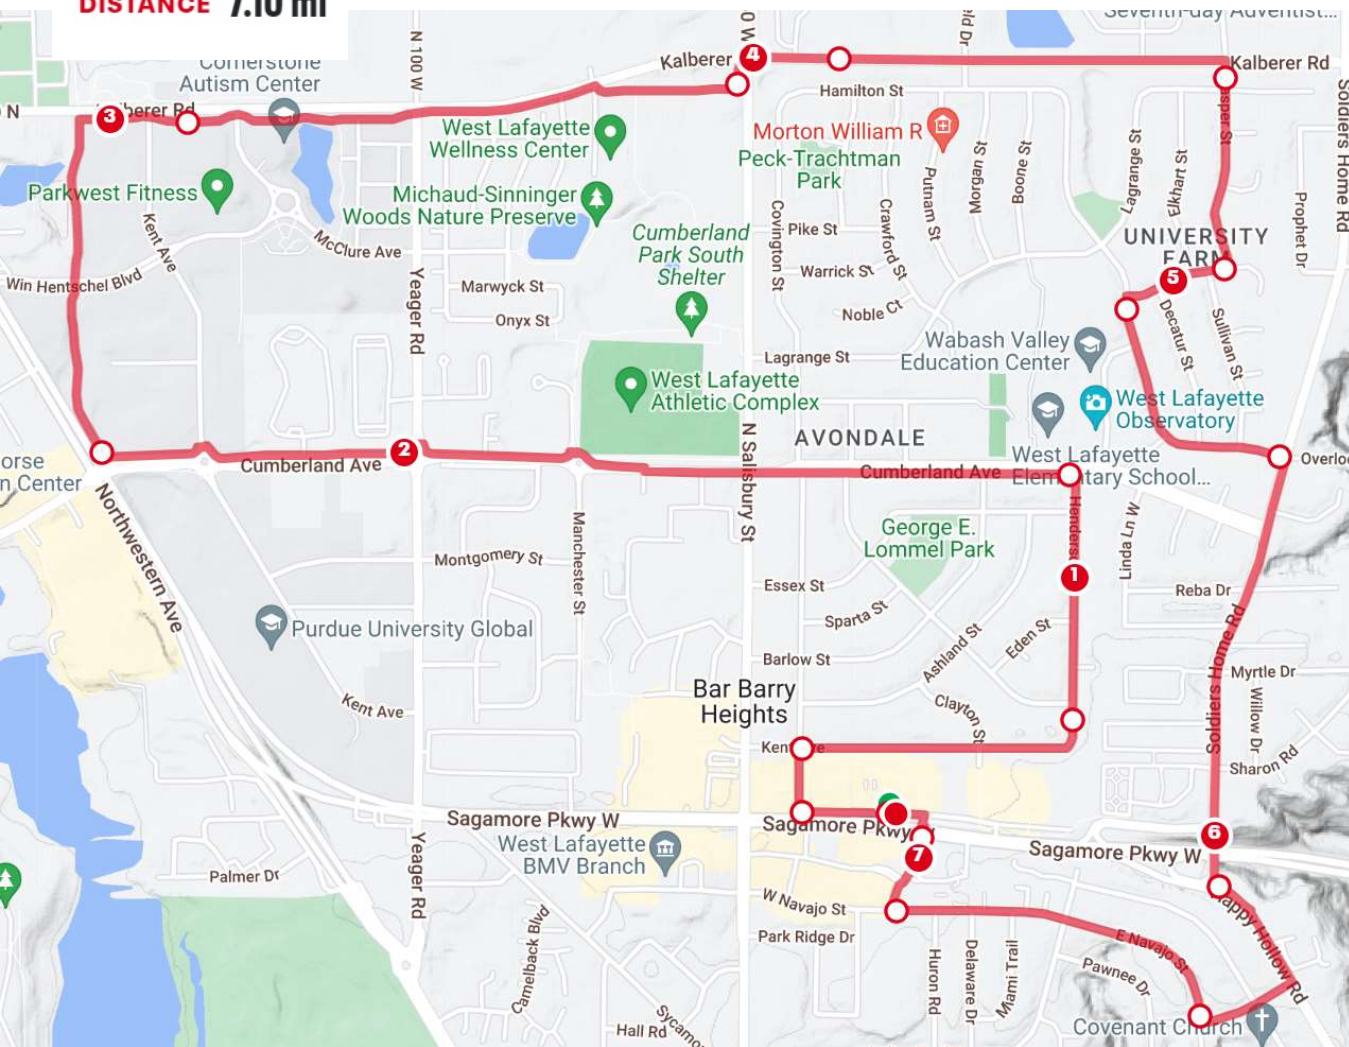 DISTANCE 7.10 mi
Seventh-day Adventist...
Cornerstone
Autism Center
N 100 W
Kalberer
4
Kalberer Rd
Hamilton St
3
West Lafayette
Wellness Center
Morton William R
Peck-Trachtman
Park
Morgan St
Boone St
Lagrange St
Elkhart St
Soldiers Home Rd
Parkwest Fitness
Michaud-Sinninger
Woods Nature Preserve
Putnam St
Prophet Dr
Kent Ave
McClure Ave
Cumberland
Park South
Shelter
Covington St
Pike St
Crawford St
UNIVERSITY
FARM
Win Hentschel Blvd
Marwyck St
Warrick St
5
Yeager Rd
Onyx St
Noble Ct
Decatur St
Sullivan St
Wabash Valley
Education Center
Lagrange St
West Lafayette
Athletic Complex
West Lafayette
Observatory
N Salisbury St
AVONDALE
2
Cumberland Ave
Cumberland Ave
West Lafayette
Elementary School...
n Center
Northwestern Ave
Manchester St
George E.
Lommel Park
Linda Ln W
Montgomery St
Essex St
1
Reba Dr
Sparta St
Purdue University Global
Eden St
Soldiers Home Rd
Barlow St
Ashland St
Myrtle Dr
Bar Barry
Heights
Kent Ave
Clayton St
Willow Dr
Sharon Rd
Sagamore Pkwy W
Sagamore Pkwy
6
West Lafayette
BMV Branch
7
Sagamore Pkwy W
Palmer Dr
Yeager Rd
W Navajo St
Happy Hollow Rd
Camelback Blvd
Park Ridge Dr
E Navajo St
Huron Rd
Delaware Dr
Miami Trail
Pawnee Dr
Hall Rd
Covenant Church